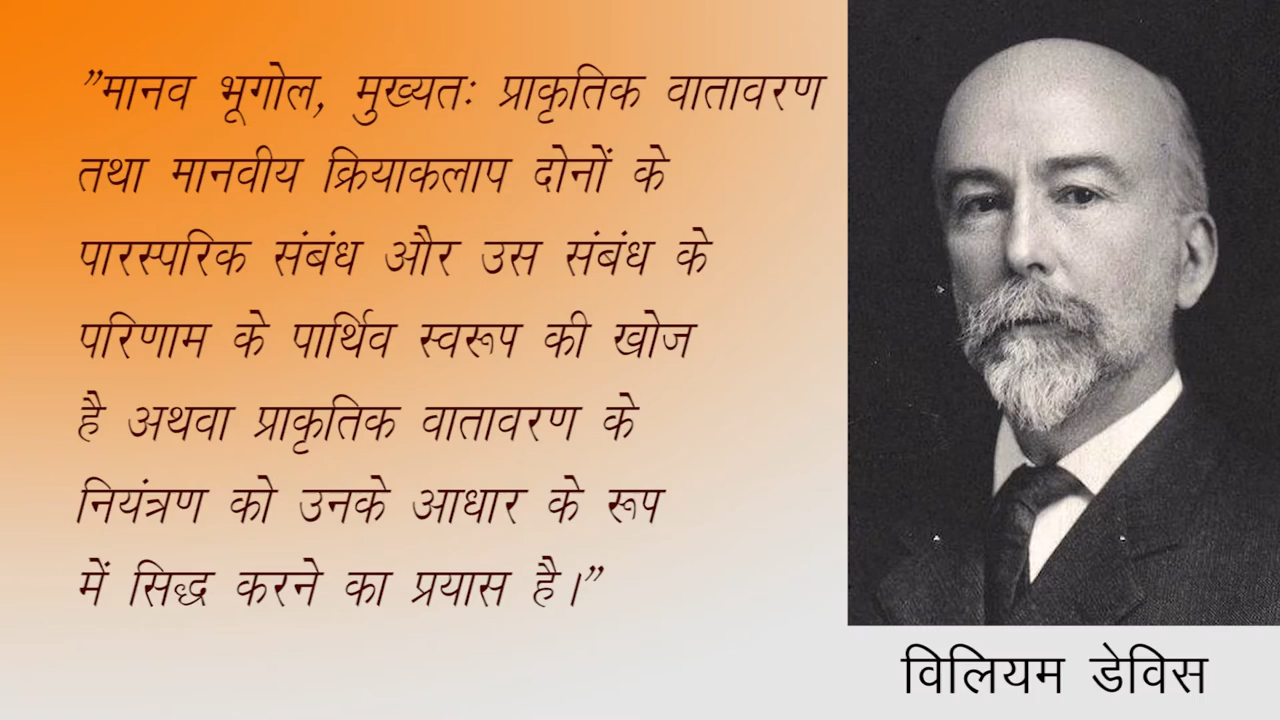 ”मानव भूगोल, मुख्यतः प्राकृतिक वातावरण
तथा मानवीय क्रियाकलाप दोनों के
पारस्परिक संबंध और उस संबंध के
परिणाम के पार्थिव स्वरूप की खोज
है अथवा प्राकृतिक वातावरण के
नियंत्रण को उनके आधार के रूप
में सिद्ध करने का प्रयास है।”
विलियम डेविस